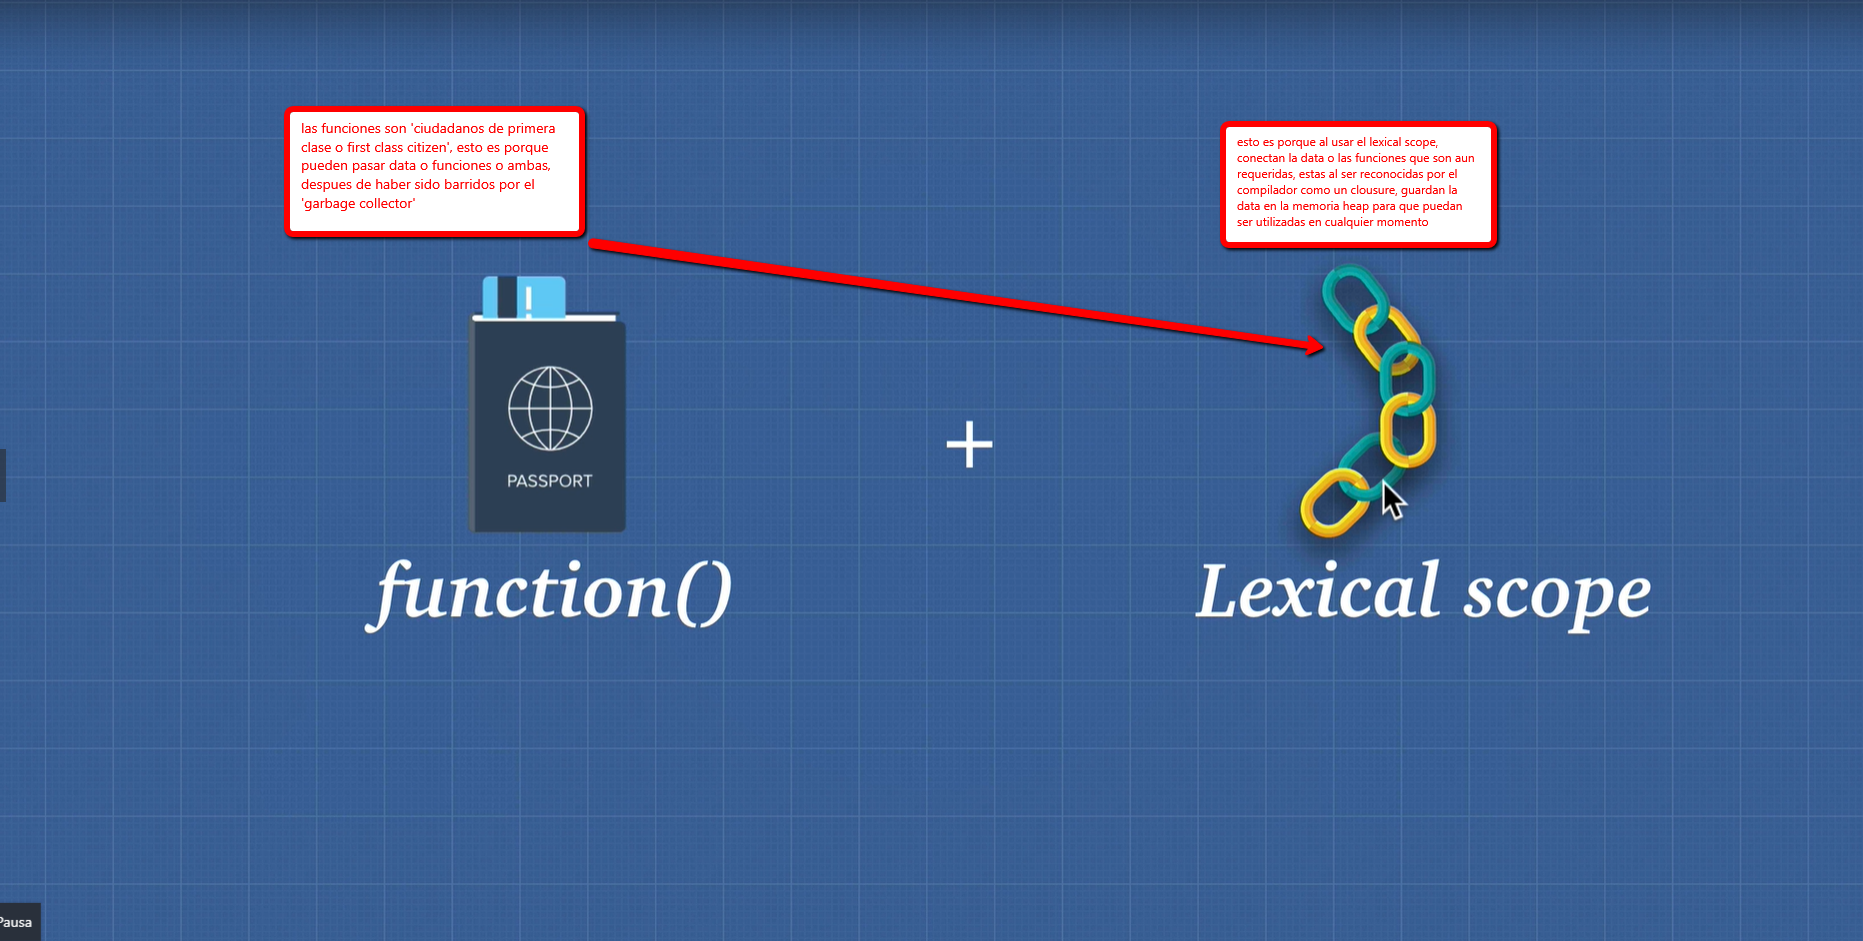 las funciones son 'ciudadanos de primera
clase o first class citizen', esto es porque
pueden pasar data o funciones o ambas,
despues de haber sido barridos por el
'garbage collector'
esto es porque al usar el lexical scope,
conectan la data o las funciones que son aun
requeridas, estas al ser reconocidas por el
compilador como un clousure, guardan la
data en la memoria heap para que puedan
ser utilizadas en cualquier momento
!
PASSPORT
+
function()
Lexical scope
Pausa